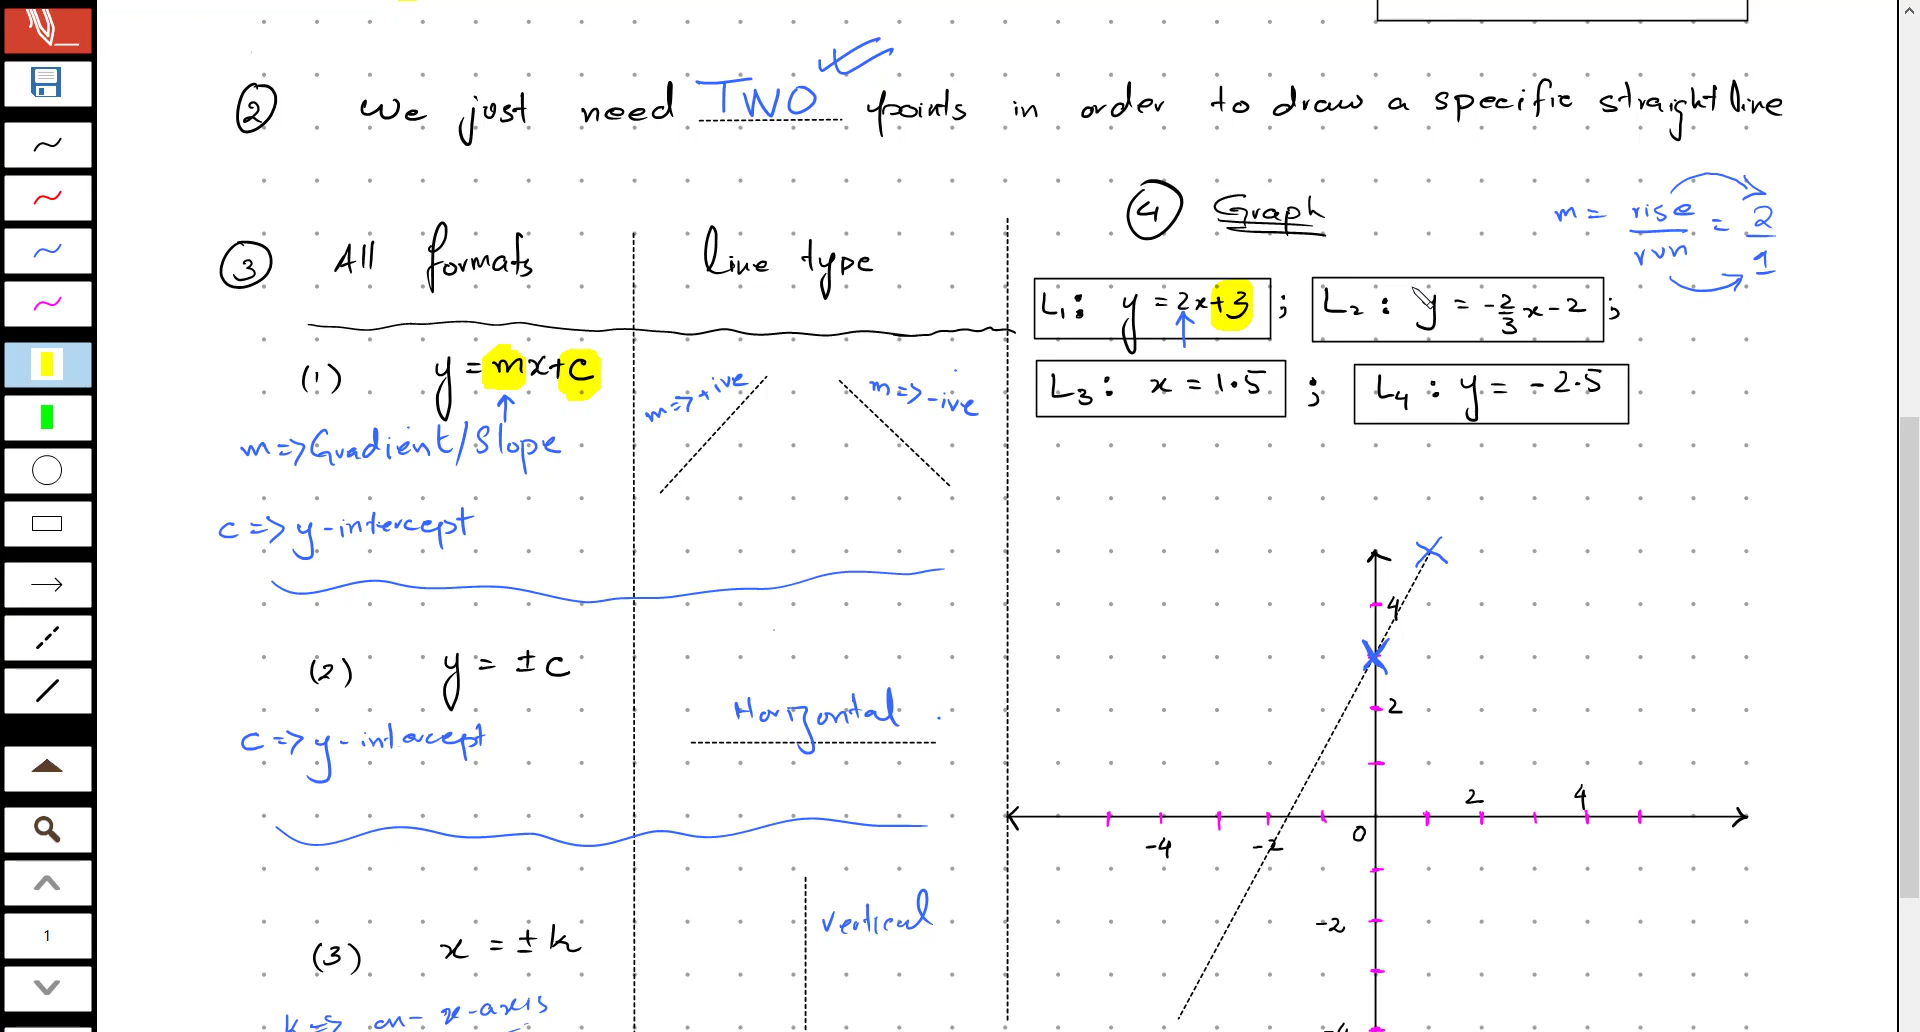 ② We just need TWO points in order to draw a specific straight line
③ All formats line type
(1) y = mx+c
m => Gradient/Slope
c => y-intercept
m => +ive
m => -ive
(2) y = ± c
c => y-intercept
Horizontal
(3) x = ± k
k => on - x-axis
Vertical
④ Graph
m = rise/run = 2/1
L₁: y = 2x+3 ; L₂ : y = -2/3 x - 2 ;
L₃ : x = 1.5 ; L₄ : y = -2.5
4
2
2 4
-4 -2 0
-2
-4
1